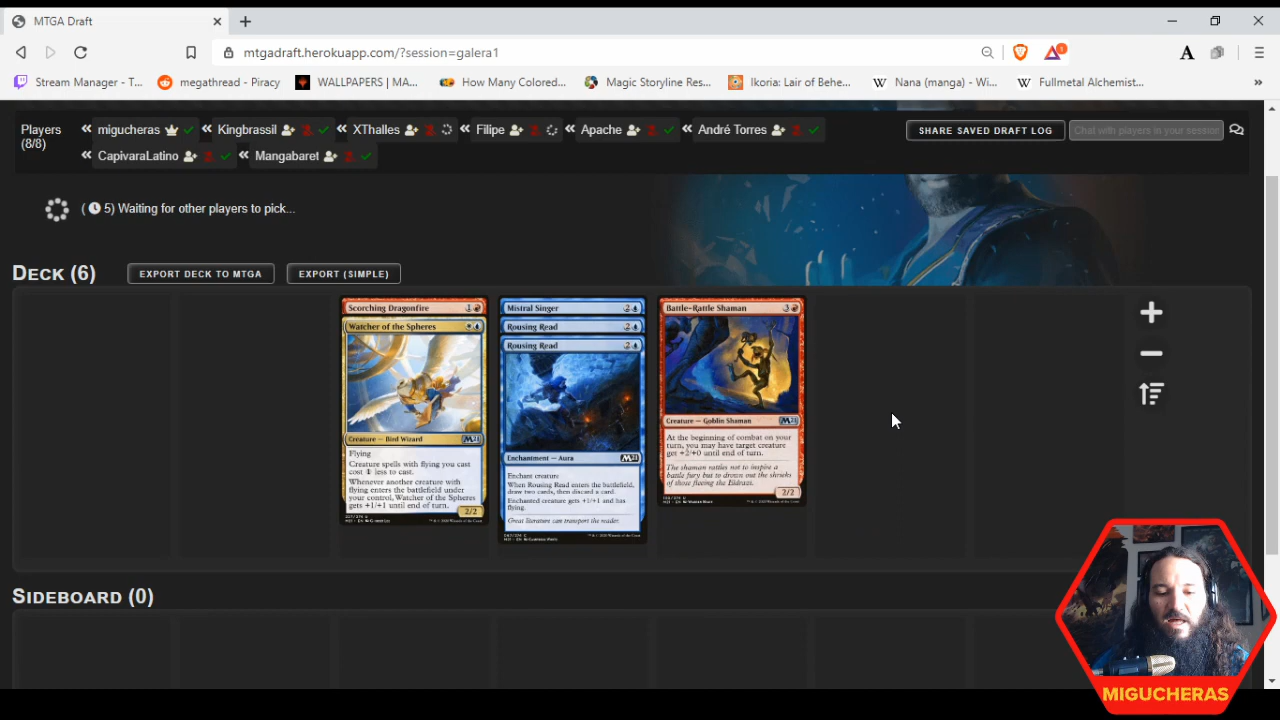 MTGA Draft
mtgadraft.herokuapp.com/?session=galera1
Stream Manager - T... megathread - Piracy WALLPAPERS | MA... How Many Colored... Magic Storyline Res... Ikoria: Lair of Behe... Nana (manga) - Wi... Fullmetal Alchemist...
Players (8/8)
migucheras Kingbrassil XThalles Filipe Apache André Torres
CapivaraLatino Mangabaret
SHARE SAVED DRAFT LOG
Chat with players in your session
( 5) Waiting for other players to pick...
DECK (6)
EXPORT DECK TO MTGA
EXPORT (SIMPLE)
Scorching Dragonfire
Watcher of the Spheres
Creature — Bird Wizard
M21
Flying
Creature spells with flying you cast
cost 1 less to cast.
Whenever another creature with
flying enters the battlefield under
your control, Watcher of the Spheres
gets +1/+1 until end of turn.
2/2
Mistral Singer 2
Rousing Read 2
Rousing Read 2
Enchantment — Aura
M21
Enchant creature
When Rousing Read enters the battlefield,
draw two cards, then discard a card.
Enchanted creature gets +1/+1 and has
flying.
Great literature can transport the reader.
Battle-Rattle Shaman 3
Creature — Goblin Shaman
M21
At the beginning of combat on your
turn, you may have target creature
get +2/+0 until end of turn.
The shaman rattles not to inspire a
battle fury but to drown out the shrieks
of those fleeing the Eldrazi.
2/2
SIDEBOARD (0)
MIGUCHERAS